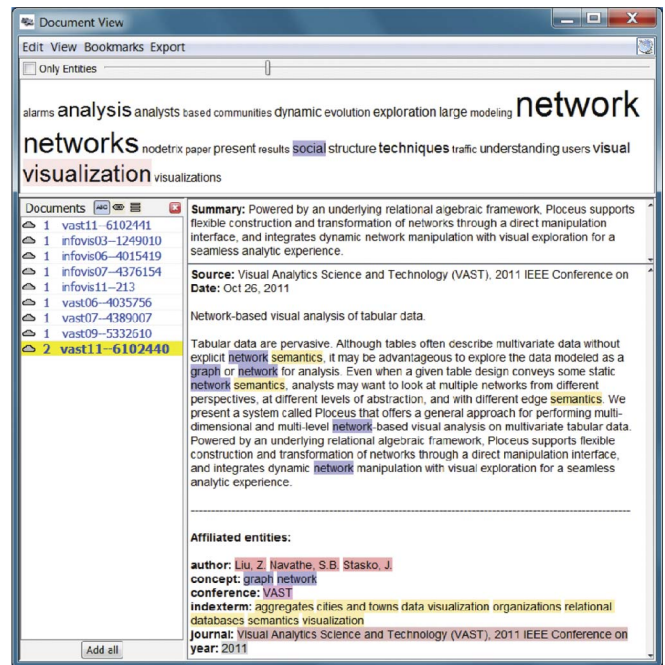 Document View
Edit View Bookmarks Export
Only Entities
alarms analysis analysts based communities dynamic evolution exploration large modeling network
networks nodetrix paper present results social structure techniques traffic understanding users visual
visualization visualizations
Documents ABC
1 vast11--6102441
1 infovis03--1249010
1 infovis06--4015419
1 infovis07--4376154
1 infovis11--213
1 vast06--4035756
1 vast07--4389007
1 vast09--5332610
2 vast11--6102440
Add all
Summary: Powered by an underlying relational algebraic framework, Ploceus supports
flexible construction and transformation of networks through a direct manipulation
interface, and integrates dynamic network manipulation with visual exploration for a
seamless analytic experience.
Source: Visual Analytics Science and Technology (VAST), 2011 IEEE Conference on
Date: Oct 26, 2011
Network-based visual analysis of tabular data.
Tabular data are pervasive. Although tables often describe multivariate data without
explicit network semantics, it may be advantageous to explore the data modeled as a
graph or network for analysis. Even when a given table design conveys some static
network semantics, analysts may want to look at multiple networks from different
perspectives, at different levels of abstraction, and with different edge semantics. We
present a system called Ploceus that offers a general approach for performing multi-
dimensional and multi-level network-based visual analysis on multivariate tabular data.
Powered by an underlying relational algebraic framework, Ploceus supports flexible
construction and transformation of networks through a direct manipulation interface,
and integrates dynamic network manipulation with visual exploration for a seamless
analytic experience.
--------------------------------------------------------------------------------
Affiliated entities:
author: Liu, Z. Navathe, S.B. Stasko, J.
concept: graph network
conference: VAST
indexterm: aggregates cities and towns data visualization organizations relational
databases semantics visualization
journal: Visual Analytics Science and Technology (VAST), 2011 IEEE Conference on
year: 2011